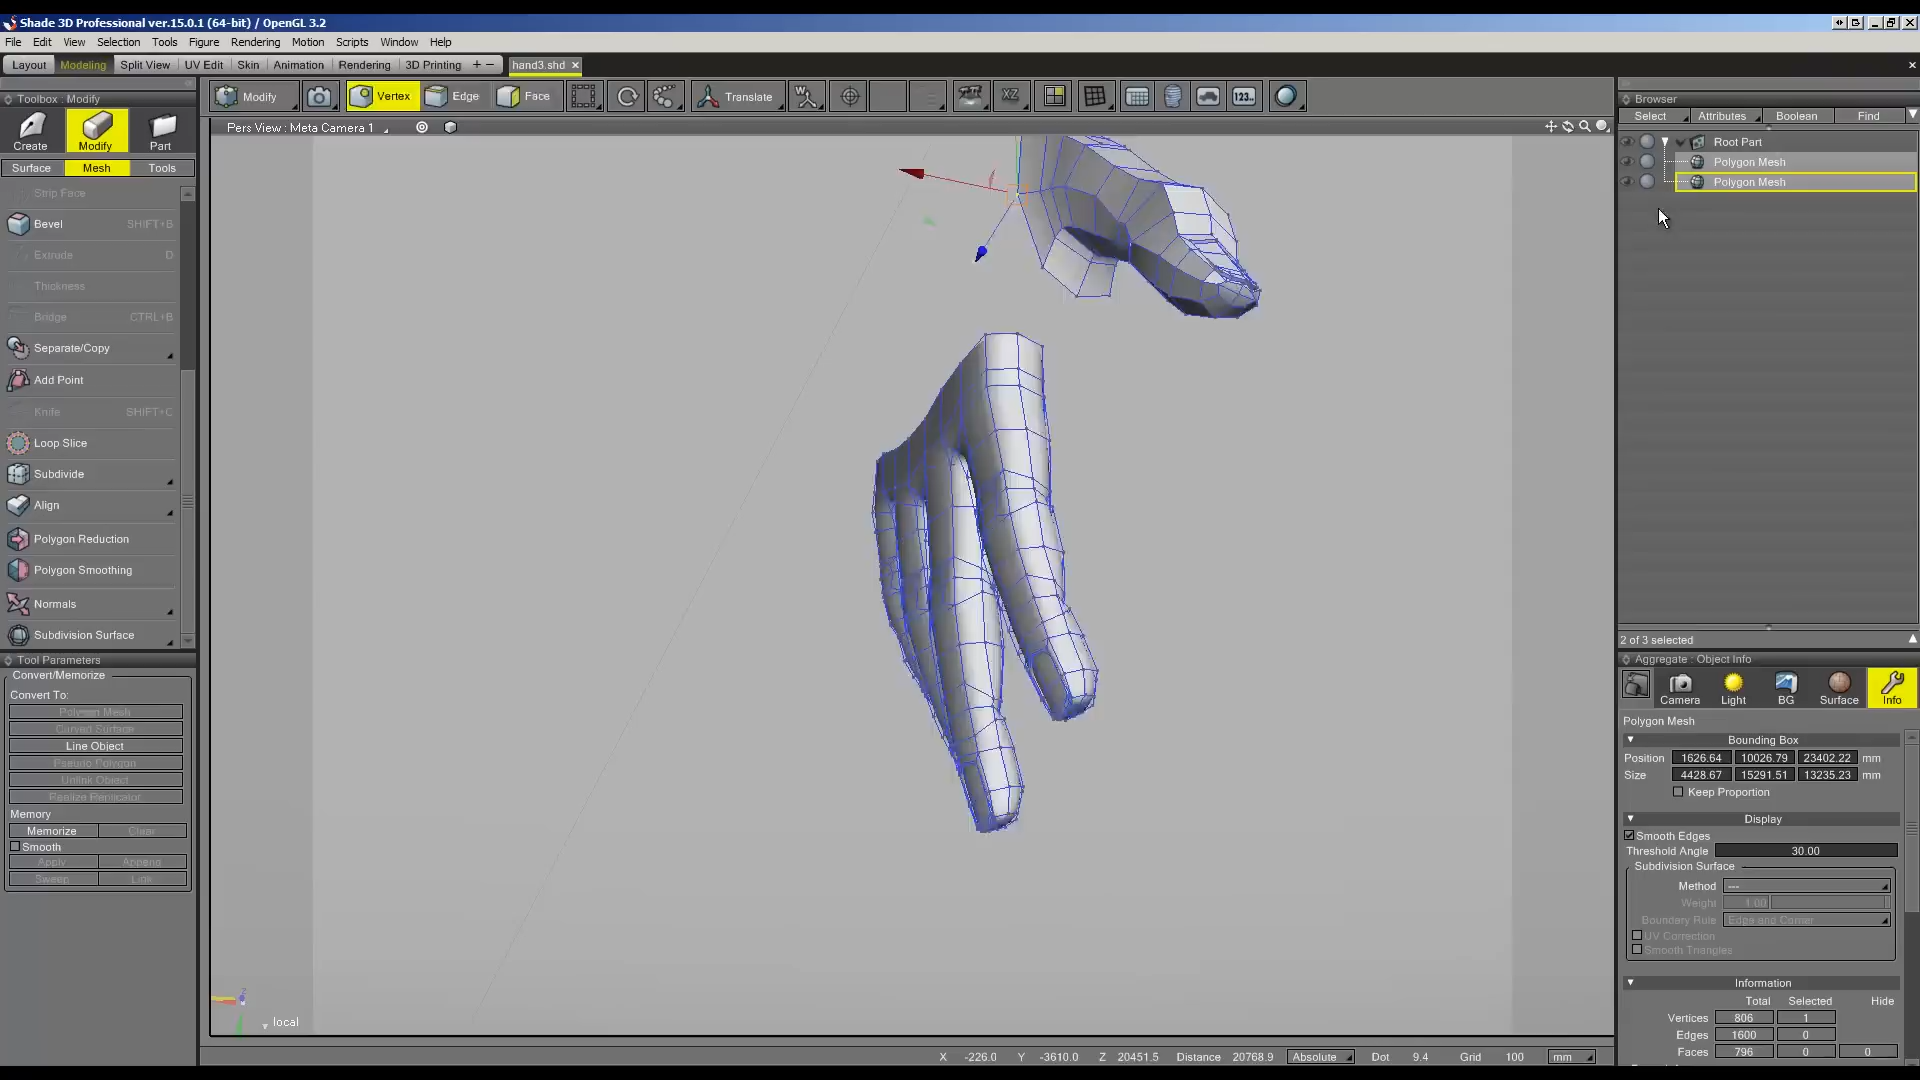 Shade 3D Professional ver.15.0.1 (64-bit) / OpenGL 3.2
File Edit View Selection Tools Figure Rendering Motion Scripts Window Help
Layout Modeling Split View UV Edit Skin Animation Rendering 3D Printing + − hand3.shd ×
Toolbox : Modify
Create Modify Part
Surface Mesh Tools
Strip Face
Bevel SHIFT+B
Extrude D
Thickness
Bridge CTRL+B
Separate/Copy
Add Point
Knife SHIFT+C
Loop Slice
Subdivide
Align
Polygon Reduction
Polygon Smoothing
Normals
Subdivision Surface
Tool Parameters
Convert/Memorize
Convert To:
Polygon Mesh
Curved Surface
Line Object
Pseudo Polygon
Unlink Object
Realize Replicator
Memory
Memorize Clear
Smooth
Apply Append
Sweep Link
Modify Vertex Edge Face Translate W XZ 123...
Pers View : Meta Camera 1
z
local
X -226.0 Y -3610.0 Z 20451.5 Distance 20768.9 Absolute Dot 9.4 Grid 100 mm
Browser
Select Attributes Boolean Find
Root Part
Polygon Mesh
Polygon Mesh
2 of 3 selected
Aggregate : Object Info
Camera Light BG Surface Info
Polygon Mesh
Bounding Box
Position 1626.64 10026.79 23402.22 mm
Size 4428.67 15291.51 13235.23 mm
Keep Proportion
Display
Smooth Edges
Threshold Angle 30.00
Subdivision Surface
Method ---
Weight 1.00
Boundary Rule Edge and Corner
UV Correction
Smooth Triangles
Information
Total Selected Hide
Vertices 806 1
Edges 1600 0
Faces 796 0 0